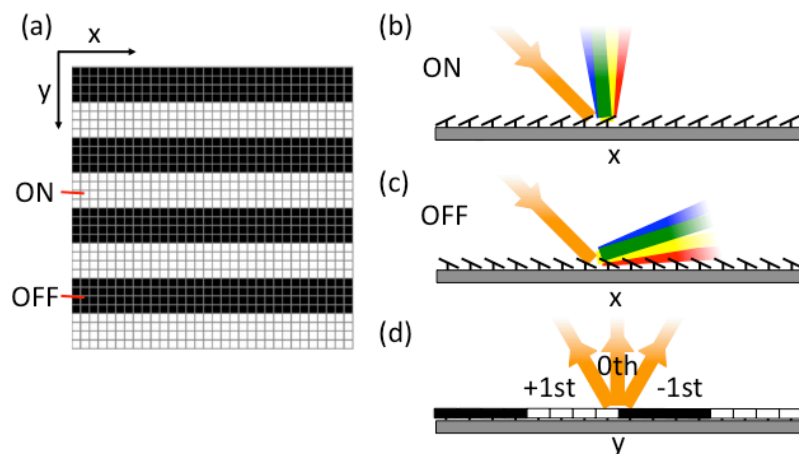 (a)
x
y
ON
OFF
(b)
ON
x
(c)
OFF
x
(d)
0th
+1st
-1st
y